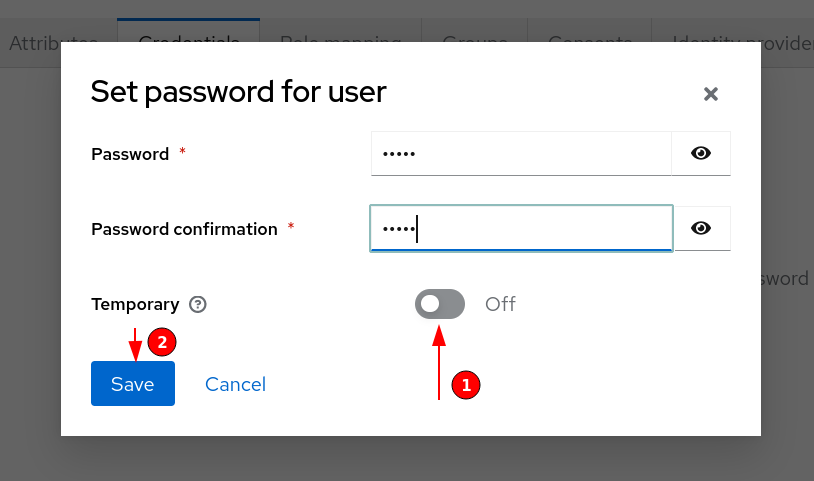 Attributes Credentials Role mapping Groups Consents Identity provider
Set password for user
Password *
•••••
Password confirmation *
•••••
sword
Temporary ? Off
2
Save Cancel
1